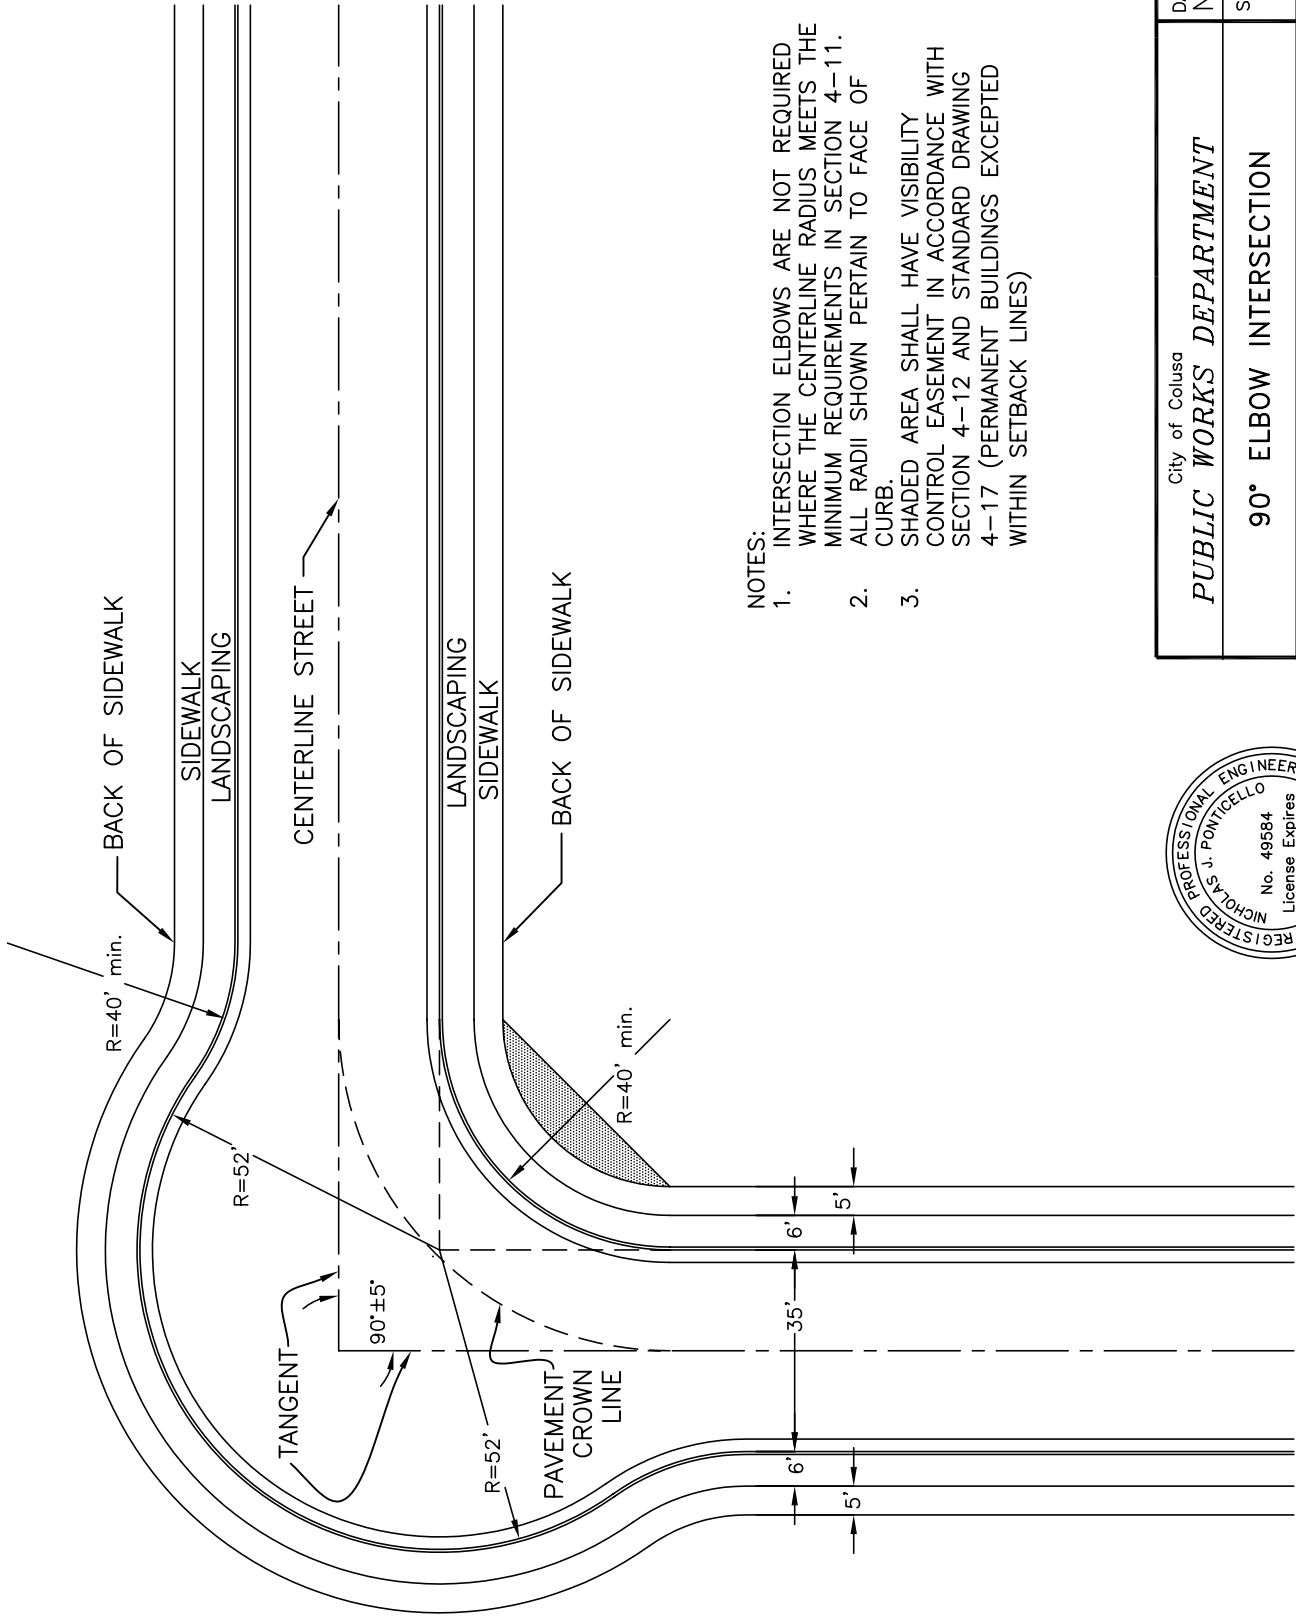 BACK OF SIDEWALK
SIDEWALK
LANDSCAPING
CENTERLINE STREET
LANDSCAPING
SIDEWALK
BACK OF SIDEWALK
R=40' min.
R=52'
R=40' min.
TANGENT
90°±5°
PAVEMENT
CROWN
LINE
R=52'
5'
6'
35'
6'
5'
NOTES:
1. INTERSECTION ELBOWS ARE NOT REQUIRED
WHERE THE CENTERLINE RADIUS MEETS THE
MINIMUM REQUIREMENTS IN SECTION 4-11.
2. ALL RADII SHOWN PERTAIN TO FACE OF
CURB.
3. SHADED AREA SHALL HAVE VISIBILITY
CONTROL EASEMENT IN ACCORDANCE WITH
SECTION 4-12 AND STANDARD DRAWING
4-17 (PERMANENT BUILDINGS EXCEPTED
WITHIN SETBACK LINES)
REGISTERED PROFESSIONAL ENGINEER
NICHOLAS J. PONTICELLO
No. 49584
License Expires
City of Colusa
PUBLIC WORKS DEPARTMENT
90° ELBOW INTERSECTION